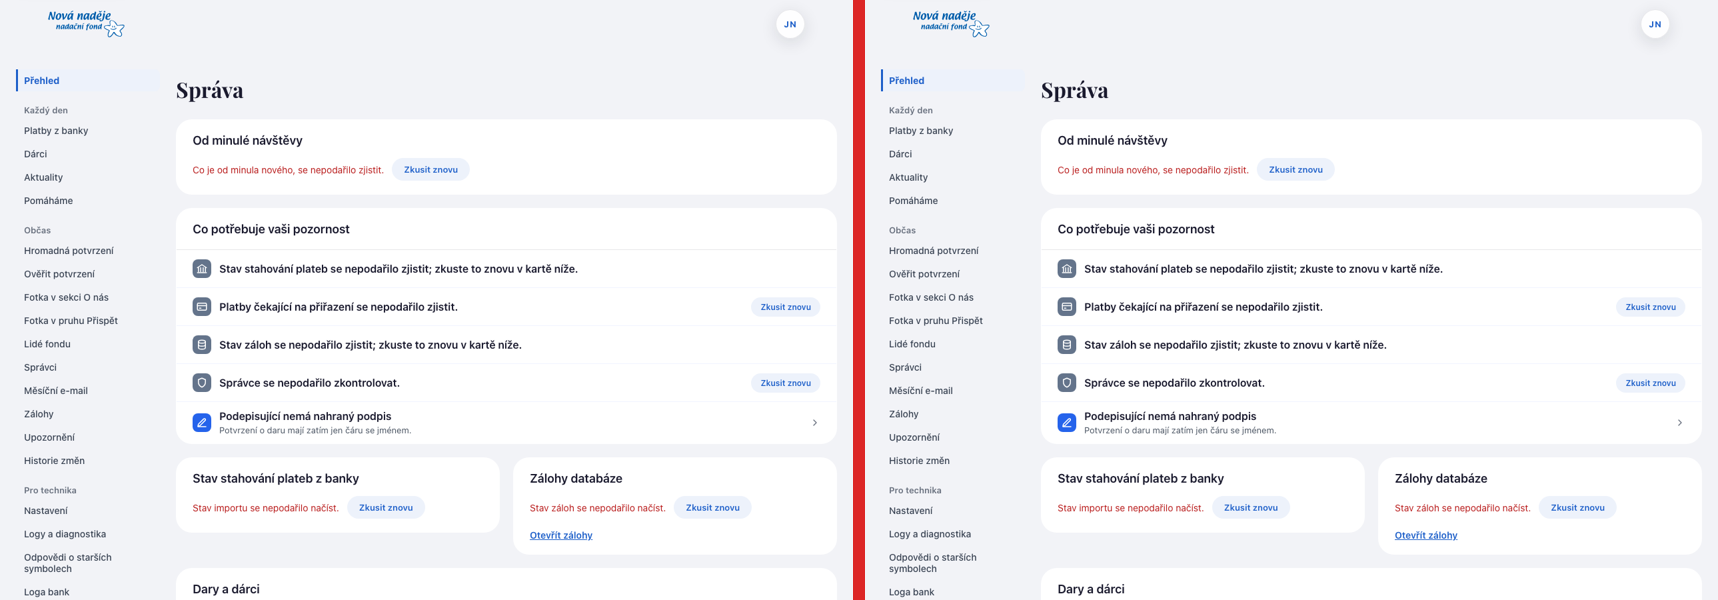 Nová naděje
nadační fond
JN
Přehled
Každý den
Platby z banky
Dárci
Aktuality
Pomáháme
Občas
Hromadná potvrzení
Ověřit potvrzení
Fotka v sekci O nás
Fotka v pruhu Přispět
Lidé fondu
Správci
Měsíční e-mail
Zálohy
Upozornění
Historie změn
Pro technika
Nastavení
Logy a diagnostika
Odpovědi o starších
symbolech
Loga bank
Správa
Od minulé návštěvy
Co je od minula nového, se nepodařilo zjistit. Zkusit znovu
Co potřebuje vaši pozornost
Stav stahování plateb se nepodařilo zjistit; zkuste to znovu v kartě níže.
Platby čekající na přiřazení se nepodařilo zjistit. Zkusit znovu
Stav záloh se nepodařilo zjistit; zkuste to znovu v kartě níže.
Správce se nepodařilo zkontrolovat. Zkusit znovu
Podepisující nemá nahraný podpis
Potvrzení o daru mají zatím jen čáru se jménem.
Stav stahování plateb z banky
Stav importu se nepodařilo načíst. Zkusit znovu
Zálohy databáze
Stav záloh se nepodařilo načíst. Zkusit znovu
Otevřít zálohy
Dary a dárci
Nová naděje
nadační fond
JN
Přehled
Každý den
Platby z banky
Dárci
Aktuality
Pomáháme
Občas
Hromadná potvrzení
Ověřit potvrzení
Fotka v sekci O nás
Fotka v pruhu Přispět
Lidé fondu
Správci
Měsíční e-mail
Zálohy
Upozornění
Historie změn
Pro technika
Nastavení
Logy a diagnostika
Odpovědi o starších
symbolech
Loga bank
Správa
Od minulé návštěvy
Co je od minula nového, se nepodařilo zjistit. Zkusit znovu
Co potřebuje vaši pozornost
Stav stahování plateb se nepodařilo zjistit; zkuste to znovu v kartě níže.
Platby čekající na přiřazení se nepodařilo zjistit. Zkusit znovu
Stav záloh se nepodařilo zjistit; zkuste to znovu v kartě níže.
Správce se nepodařilo zkontrolovat. Zkusit znovu
Podepisující nemá nahraný podpis
Potvrzení o daru mají zatím jen čáru se jménem.
Stav stahování plateb z banky
Stav importu se nepodařilo načíst. Zkusit znovu
Zálohy databáze
Stav záloh se nepodařilo načíst. Zkusit znovu
Otevřít zálohy
Dary a dárci